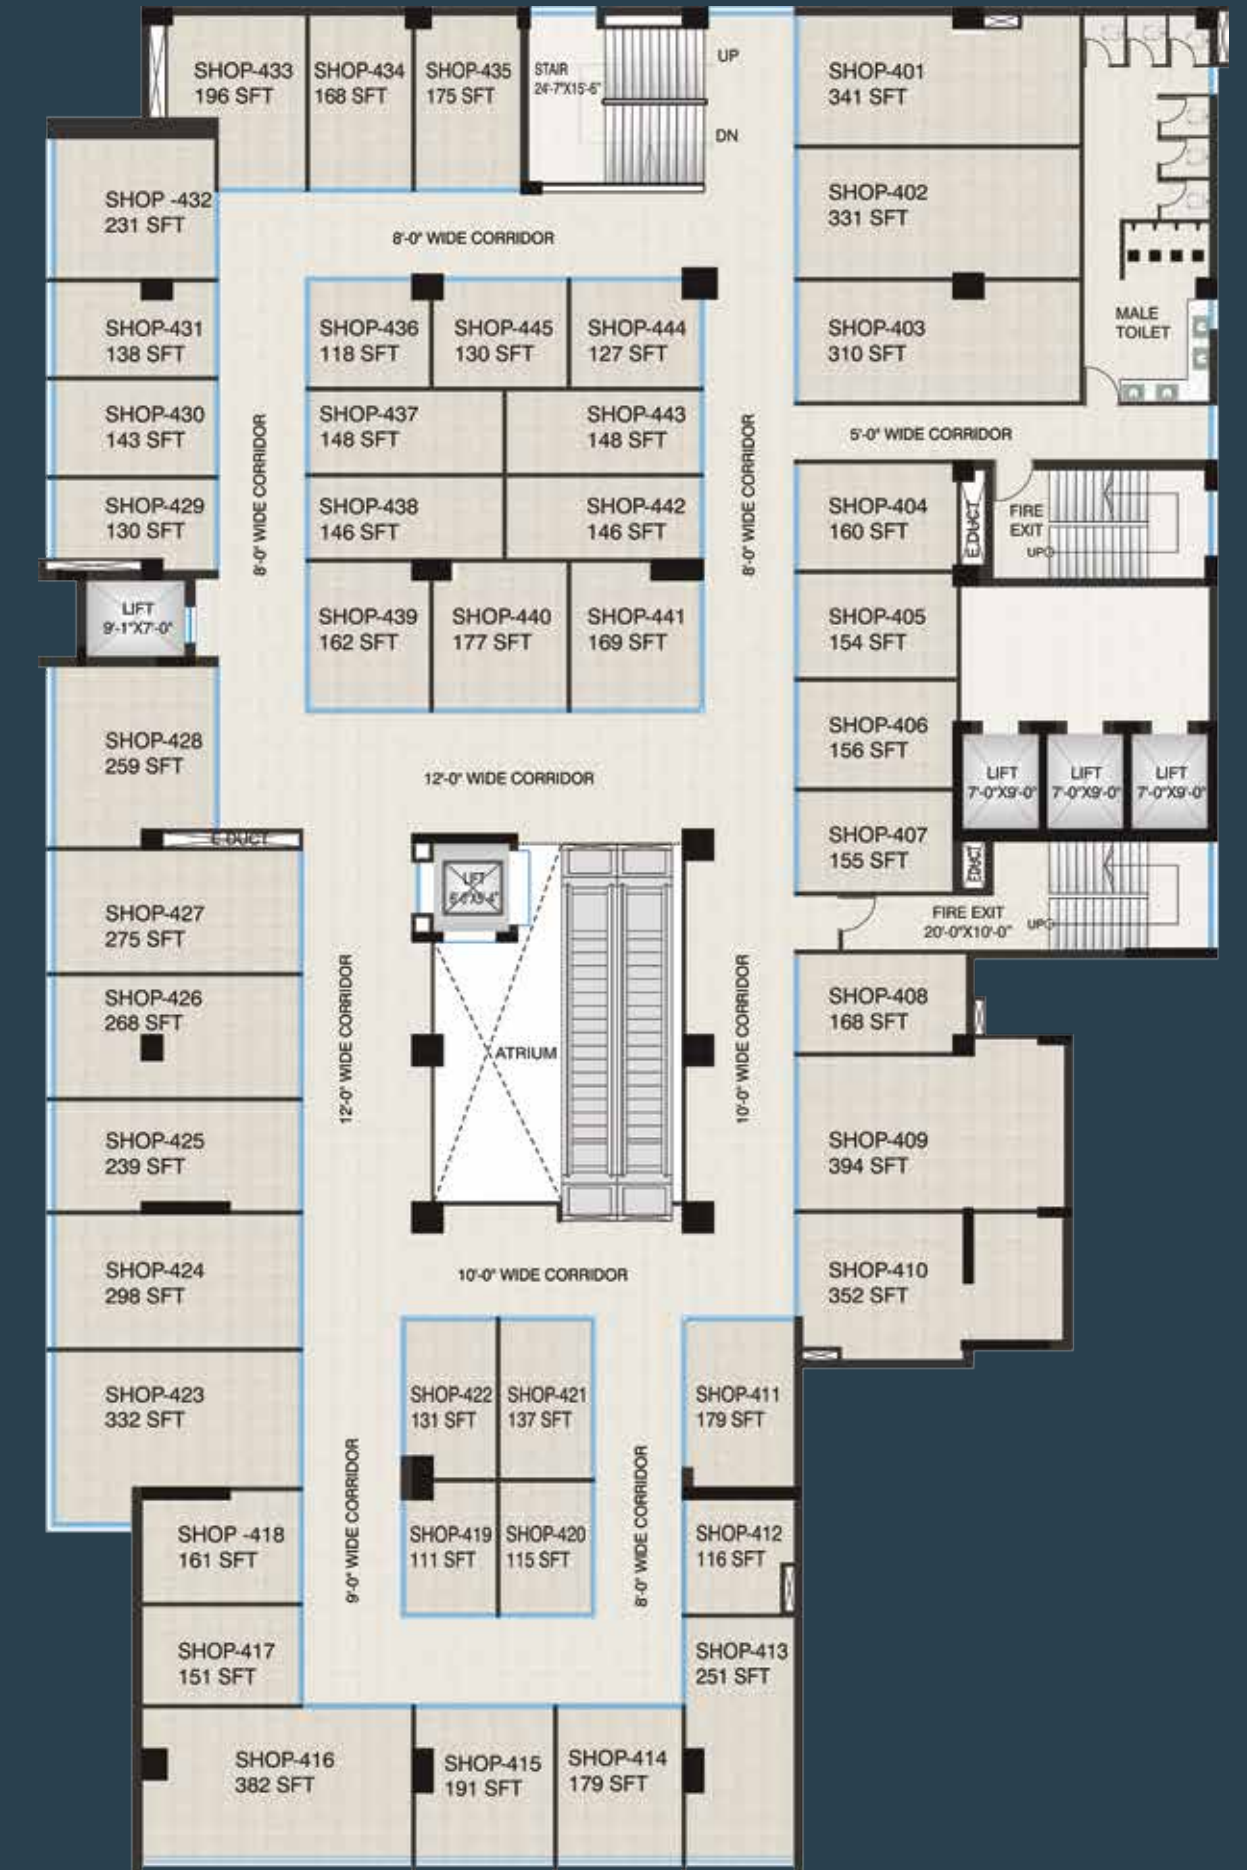 SHOP-433
196 SFT
SHOP-434
168 SFT
SHOP-435
175 SFT
STAIR
24'-7"X15'-6"
UP
DN
SHOP-401
341 SFT
SHOP -432
231 SFT
SHOP-402
331 SFT
8'-0" WIDE CORRIDOR
SHOP-431
138 SFT
SHOP-436
118 SFT
SHOP-445
130 SFT
SHOP-444
127 SFT
SHOP-403
310 SFT
MALE
TOILET
SHOP-430
143 SFT
8'-0" WIDE CORRIDOR
SHOP-437
148 SFT
SHOP-443
148 SFT
8'-0" WIDE CORRIDOR
5'-0" WIDE CORRIDOR
SHOP-429
130 SFT
SHOP-438
146 SFT
SHOP-442
146 SFT
SHOP-404
160 SFT
E.DUCT
FIRE
EXIT
UP
LIFT
9'-1"X7'-0"
SHOP-439
162 SFT
SHOP-440
177 SFT
SHOP-441
169 SFT
SHOP-405
154 SFT
SHOP-428
259 SFT
12'-0" WIDE CORRIDOR
SHOP-406
156 SFT
LIFT
7'-0"X9'-0"
LIFT
7'-0"X9'-0"
LIFT
7'-0"X9'-0"
E DUCT
SHOP-407
155 SFT
EDUCT
LIFT
SHOP-427
275 SFT
FIRE EXIT
20'-0"X10'-0"
UP
SHOP-426
268 SFT
12'-0" WIDE CORRIDOR
ATRIUM
10'-0" WIDE CORRIDOR
SHOP-408
168 SFT
SHOP-425
239 SFT
SHOP-409
394 SFT
SHOP-424
298 SFT
10'-0" WIDE CORRIDOR
SHOP-410
352 SFT
SHOP-423
332 SFT
SHOP-422
131 SFT
SHOP-421
137 SFT
SHOP-411
179 SFT
9'-0" WIDE CORRIDOR
8'-0" WIDE CORRIDOR
SHOP -418
161 SFT
SHOP-419
111 SFT
SHOP-420
115 SFT
SHOP-412
116 SFT
SHOP-417
151 SFT
SHOP-413
251 SFT
SHOP-416
382 SFT
SHOP-415
191 SFT
SHOP-414
179 SFT